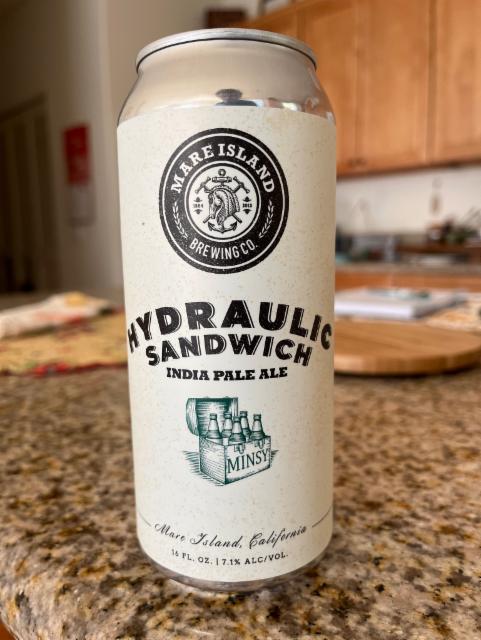 MARE ISLAND
BREWING CO.
HYDRAULIC
SANDWICH
INDIA PALE ALE
MINSY
Mare Island, California
16 FL. OZ. | 7.1% ALC/VOL.